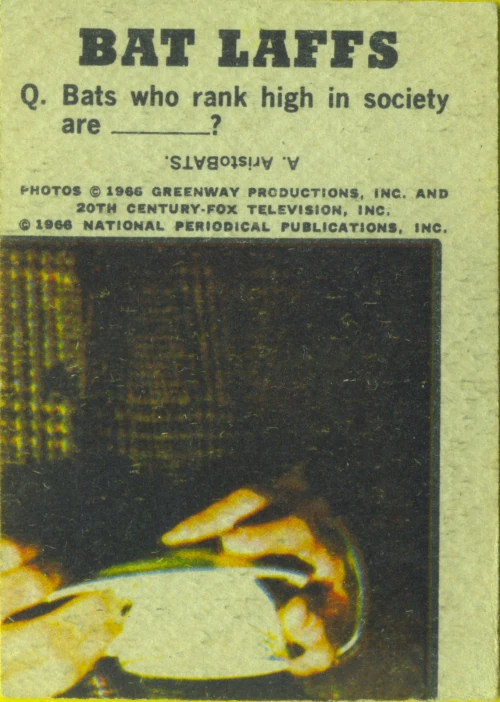 BAT LAFFS
Q. Bats who rank high in society
are ________?
A. AristoBATS.
PHOTOS © 1966 GREENWAY PRODUCTIONS, INC. AND
20TH CENTURY-FOX TELEVISION, INC.
© 1966 NATIONAL PERIODICAL PUBLICATIONS, INC.